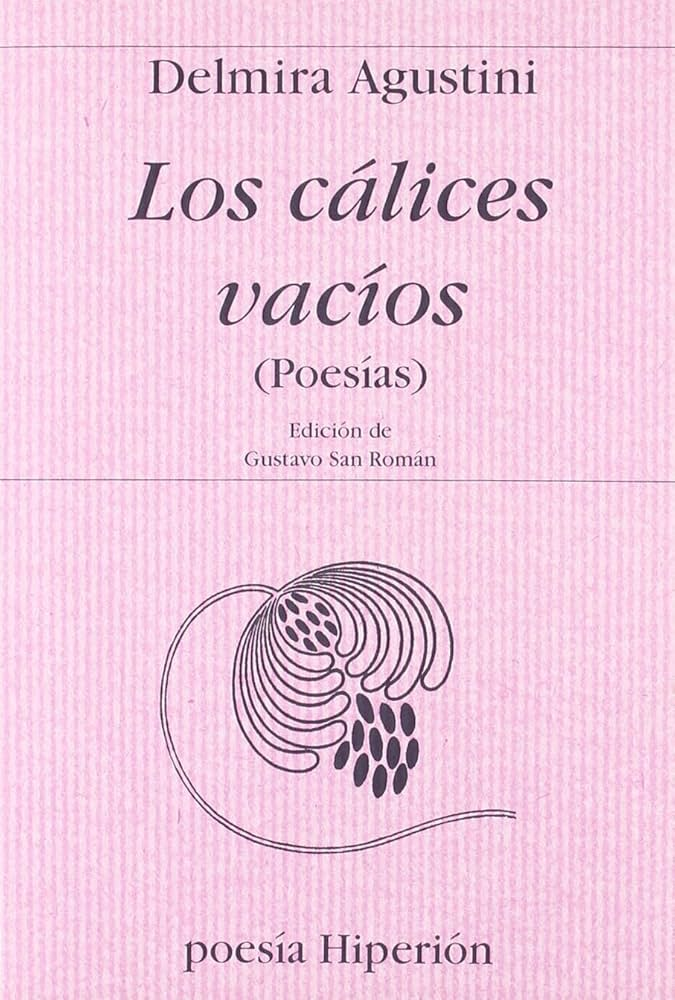 Delmira Agustini
Los cálices
vacíos
(Poesías)
Edición de
Gustavo San Román
poesía Hiperión